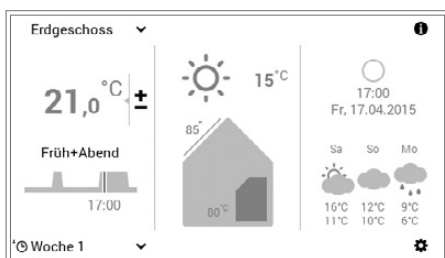 Erdgeschoss
21,0 °C ±
Früh+Abend
17:00
Woche 1
15°C
85°
80°C
17:00
Fr, 17.04.2015
Sa So Mo
16°C 12°C 9°C
11°C 10°C 6°C